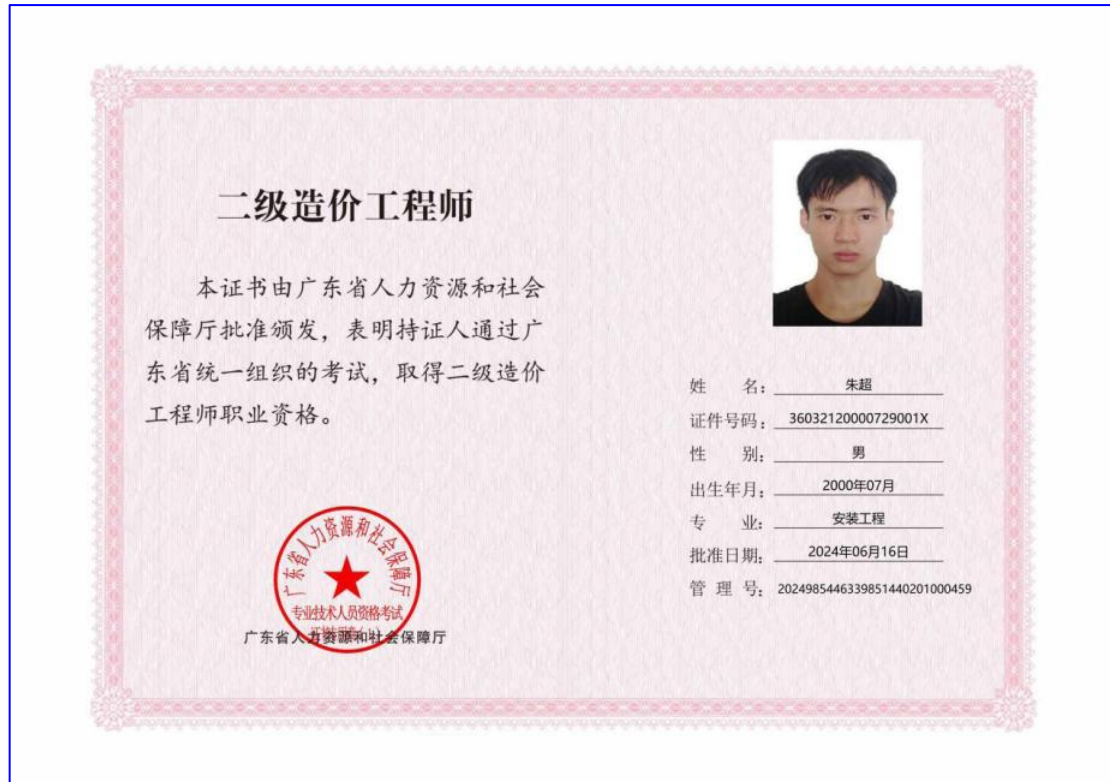 二级造价工程师
本证书由广东省人力资源和社会
保障厅批准颁发，表明持证人通过广
东省统一组织的考试，取得二级造价
工程师职业资格。
广东省人力资源和社会保障厅
专业技术人员资格考试
广东省人力资源和社会保障厅
姓 名：朱超
证件号码：36032120000729001X
性 别：男
出生年月：2000年07月
专 业：安装工程
批准日期：2024年06月16日
管 理 号：2024985446339851440201000459